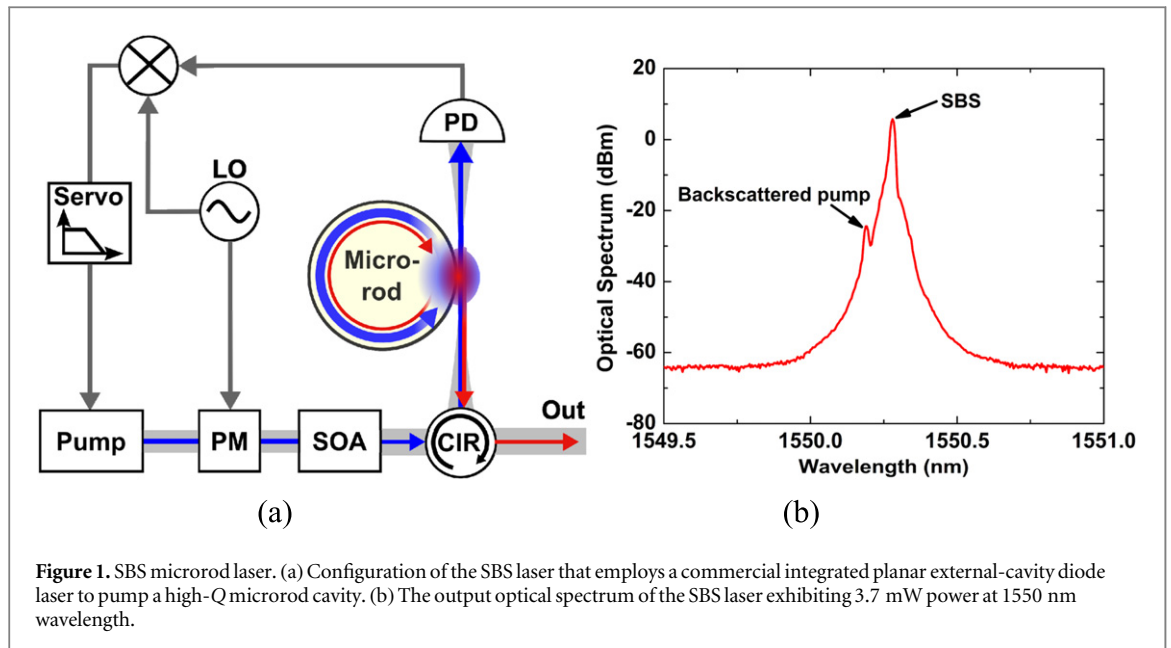 LO
Servo
PD
Micro-
rod
Out
Pump
PM
SOA
CIR
(a)
20
0
-20
-40
-60
-80
Optical Spectrum (dBm)
SBS
Backscattered pump
1549.5
1550.0
1550.5
1551.0
Wavelength (nm)
(b)
Figure 1. SBS microrod laser. (a) Configuration of the SBS laser that employs a commercial integrated planar external-cavity diode
laser to pump a high-Q microrod cavity. (b) The output optical spectrum of the SBS laser exhibiting 3.7 mW power at 1550 nm
wavelength.